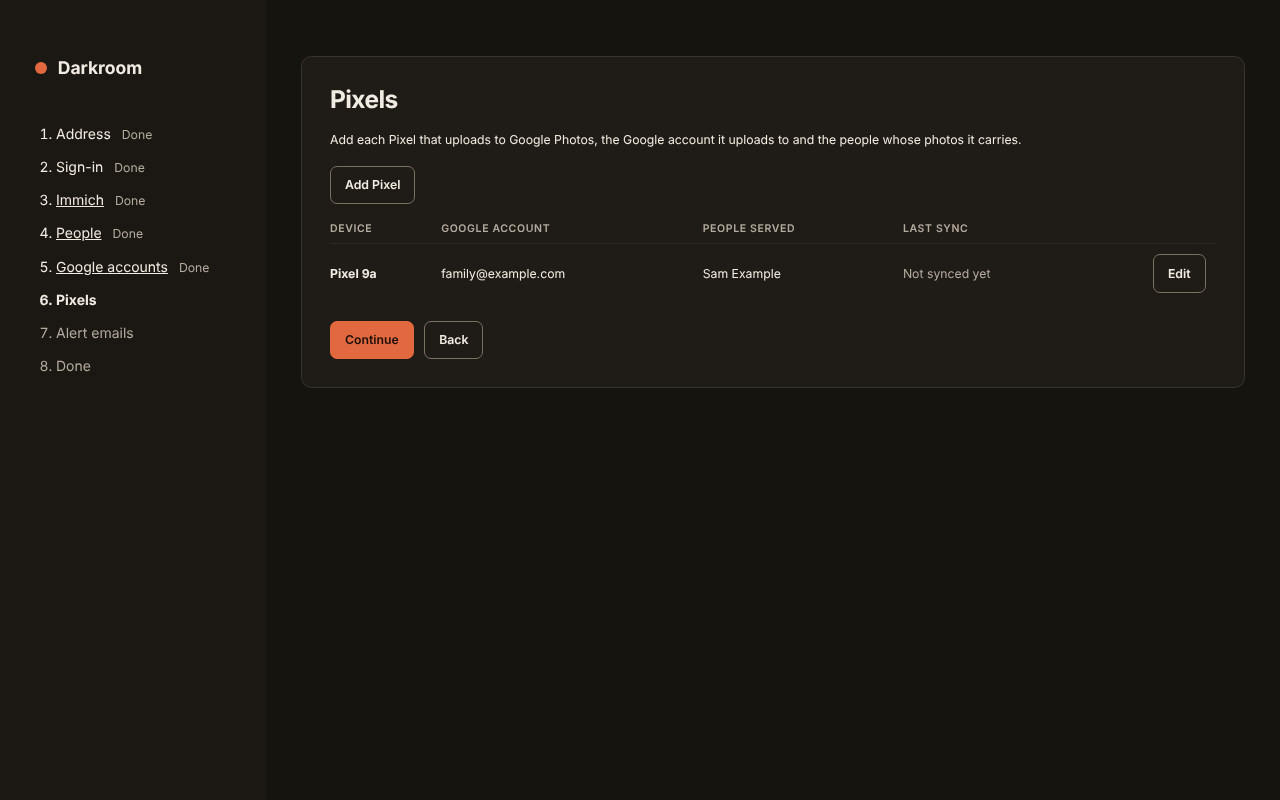 Darkroom
1. Address Done
2. Sign-in Done
3. Immich Done
4. People Done
5. Google accounts Done
6. Pixels
7. Alert emails
8. Done
Pixels
Add each Pixel that uploads to Google Photos, the Google account it uploads to and the people whose photos it carries.
Add Pixel
DEVICE GOOGLE ACCOUNT PEOPLE SERVED LAST SYNC
Pixel 9a family@example.com Sam Example Not synced yet Edit
Continue Back